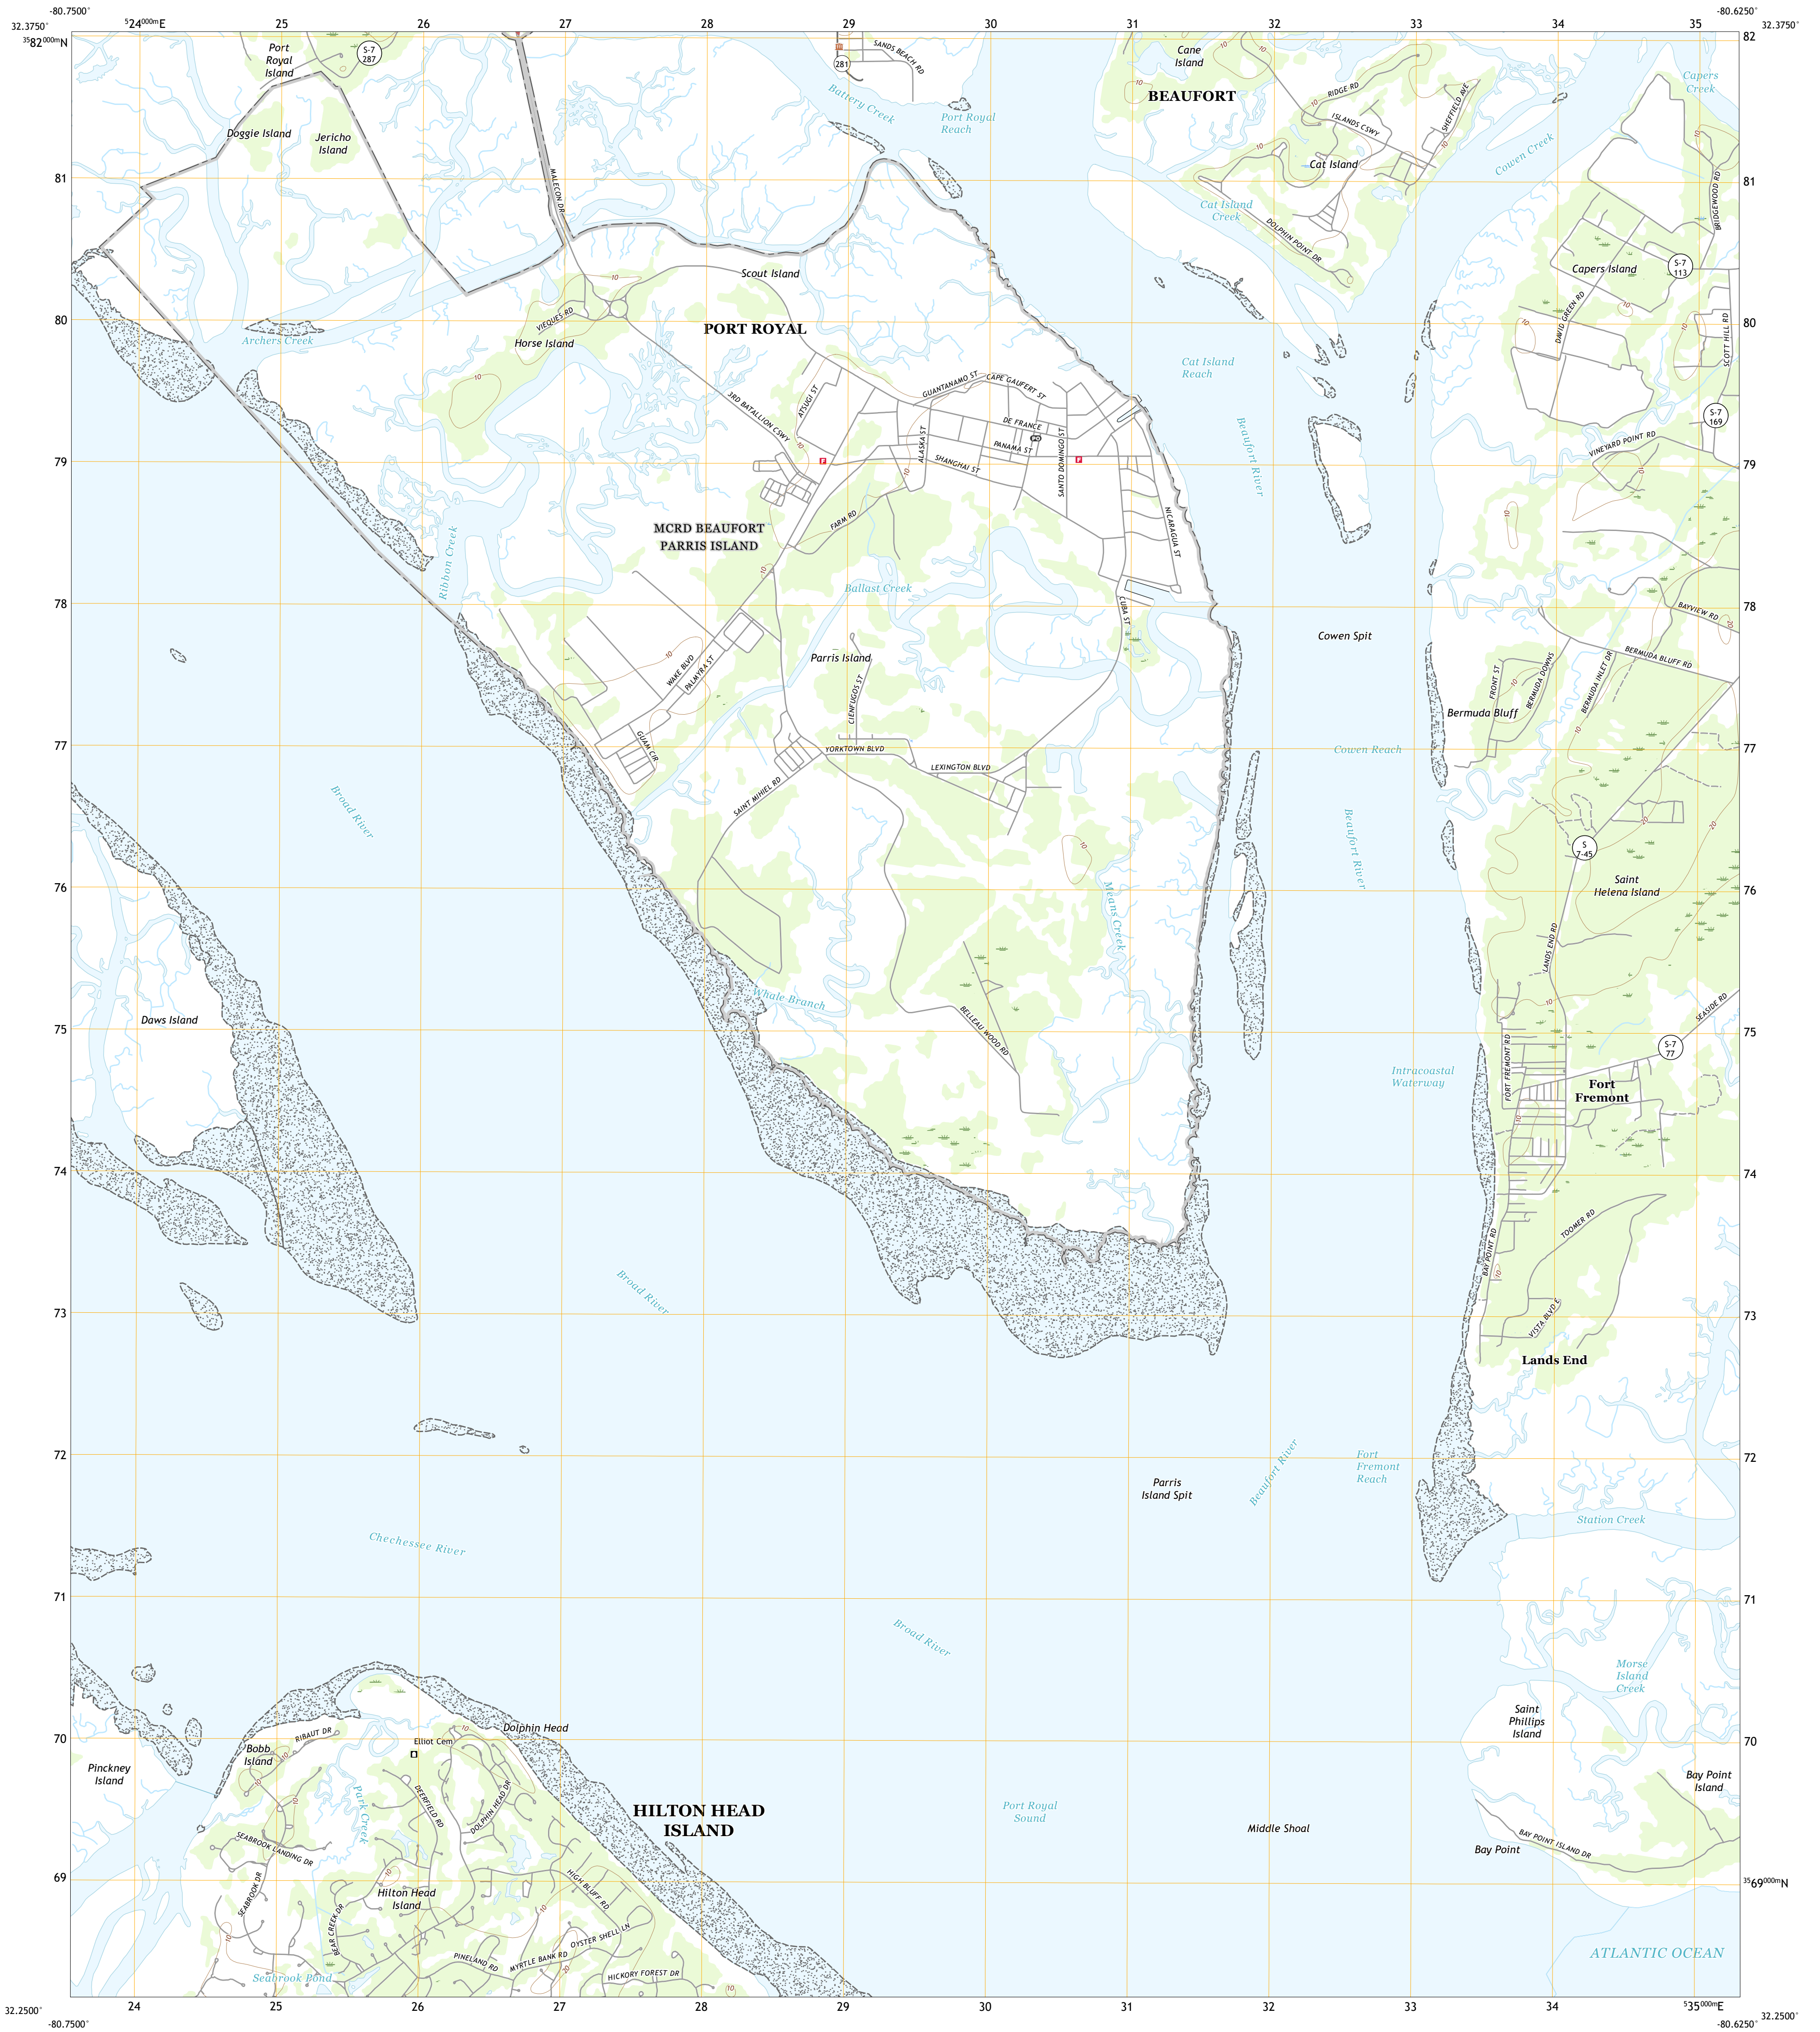 -80.7500°
-80.6250°
32.3750°
⁵24⁰⁰⁰ᵐE
25
26
27
28
29
30
31
32
33
34
35
32.3750°
³⁵82⁰⁰⁰ᵐN
82
Port
Royal
Island
S-7
287
281
SANDS BEACH RD
Cane
Island
BEAUFORT
Capers
Creek
Battery Creek
Port Royal
Reach
RIDGE RD
ISLANDS CSWY
SHEFFIELD AVE
Cowen Creek
Doggie Island
Jericho
Island
Cat Island
81
81
MALECON DR
Cat Island
Creek
DOLPHIN POINT DR
RIDGEWOOD RD
Scout Island
Capers Island
S-7
113
80
80
VIEQUES RD
Horse Island
PORT ROYAL
Archers Creek
DAVID GREEN RD
SCOTT HILL RD
Cat Island
Reach
GUANTANAMO ST
CAPE GAUFERT ST
ATSUGI ST
3RD BATALLION CSWY
DE FRANCE
PANAMA ST
ALASKA ST
SHANGHAI ST
SANTO DOMINGO ST
Beaufort River
S-7
169
VINEYARD POINT RD
79
79
MCRD BEAUFORT
PARRIS ISLAND
FARM RD
NICARAGUA ST
Ribbon Creek
Ballast Creek
CUBA ST
78
78
BAYVIEW RD
Cowen Spit
BERMUDA BLUFF RD
Parris Island
WAKE BLVD
PALMYRA ST
CIENFUGOS ST
FRONT ST
BERMUDA DOWNS
BERMUDA INLET DR
Bermuda Bluff
77
77
GUAM CIR
YORKTOWN BLVD
LEXINGTON BLVD
Cowen Reach
SAINT MIHIEL RD
Broad River
Beaufort River
S
7-45
Saint
Helena Island
76
76
Means Creek
LANDS END RD
Whale Branch
Daws Island
BELLEAU WOOD RD
SEASIDE RD
75
75
S-7
77
FORT FREMONT RD
Intracoastal
Waterway
Fort
Fremont
74
74
TOOMER RD
BAY POINT RD
Broad River
VISTA BLVD E
73
73
Lands End
72
72
Parris
Island Spit
Beaufort River
Fort
Fremont
Reach
Station Creek
Chechessee River
71
71
Broad River
Morse
Island
Creek
Saint
Phillips
Island
Dolphin Head
RIBAUT DR
Elliot Cem
70
70
Bobb
Island
Pinckney
Island
Bay Point
Island
Park Creek
DEERFIELD RD
DOLPHIN HEAD DR
HILTON HEAD
ISLAND
Port Royal
Sound
Middle Shoal
Bay Point
BAY POINT ISLAND DR
SEABROOK LANDING DR
69
³⁵69⁰⁰⁰ᵐN
SEABROOK DR
Hilton Head
Island
HIGH BLUFF RD
BEAR CREEK DR
OYSTER SHELL LN
PINELAND RD
MYRTLE BANK RD
HICKORY FOREST DR
Seabrook Pond
ATLANTIC OCEAN
32.2500°
24
25
26
27
28
29
30
31
32
33
34
⁵35⁰⁰⁰ᵐE
32.2500°
-80.7500°
-80.6250°